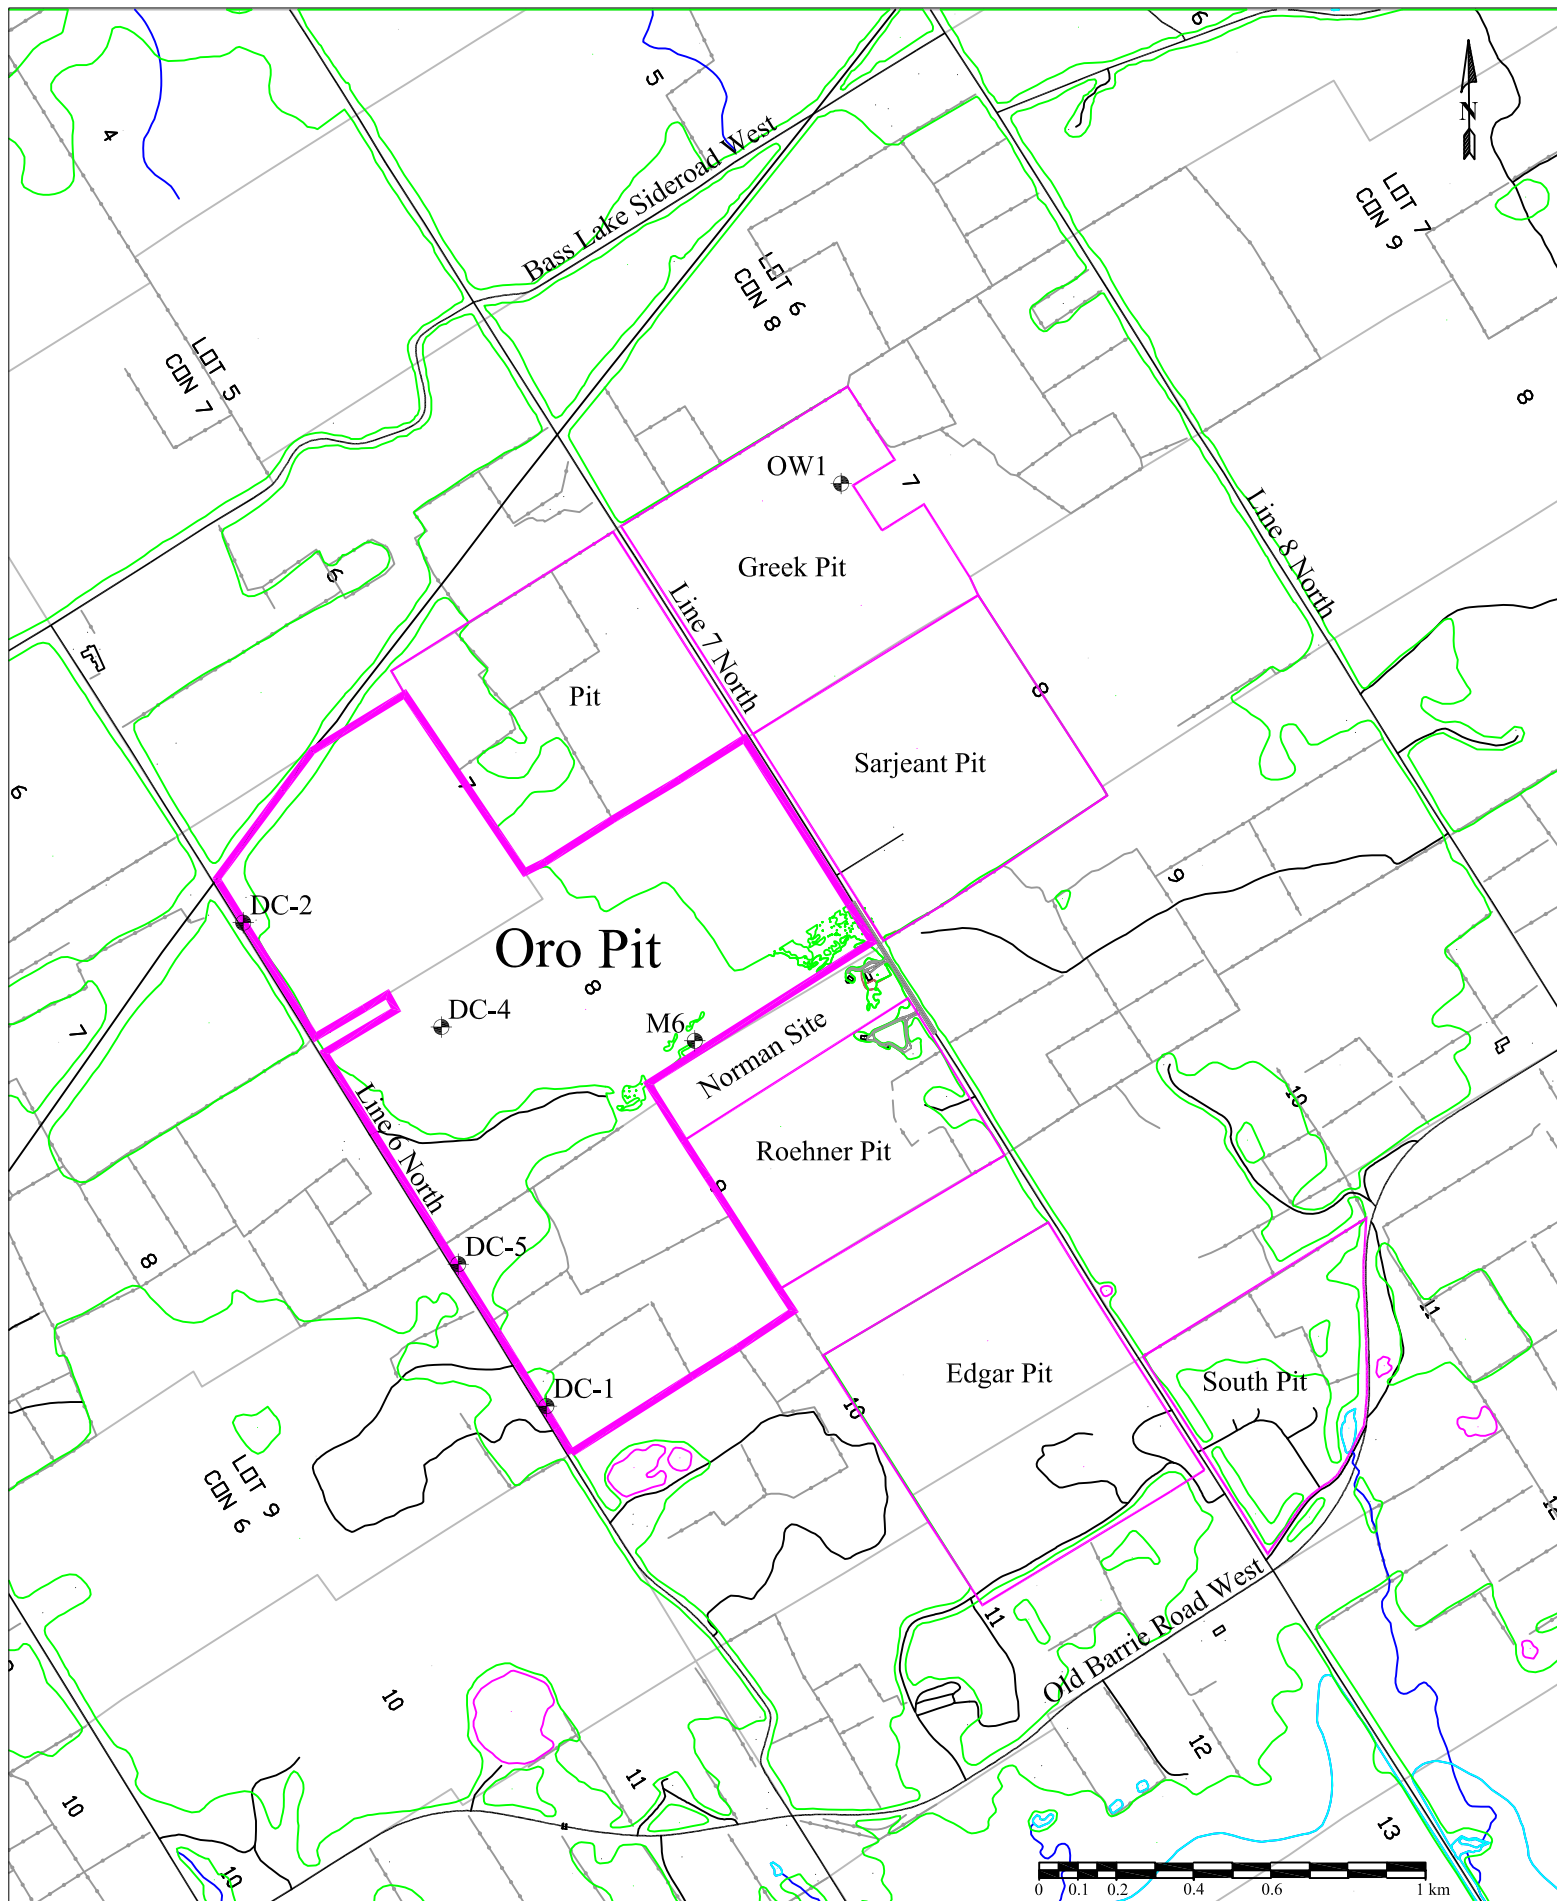 6
5
4
N
Bass Lake Sideroad West
LOT 7
CON 9
LOT 6
CON 8
LOT 5
CON 7
8
OW1
7
Line 8 North
Greek Pit
6
Line 7 North
8
Pit
Sarjeant Pit
7
6
9
DC-2
Oro Pit
8
DC-4
M6
7
Norman Site
10
Line 6 North
Roehner Pit
9
8
DC-5
11
Edgar Pit
South Pit
DC-1
10
LOT 9
CON 6
12
11
Old Barrie Road West
10
12
11
10
13
10
0 0.1 0.2 0.4 0.6 1 km